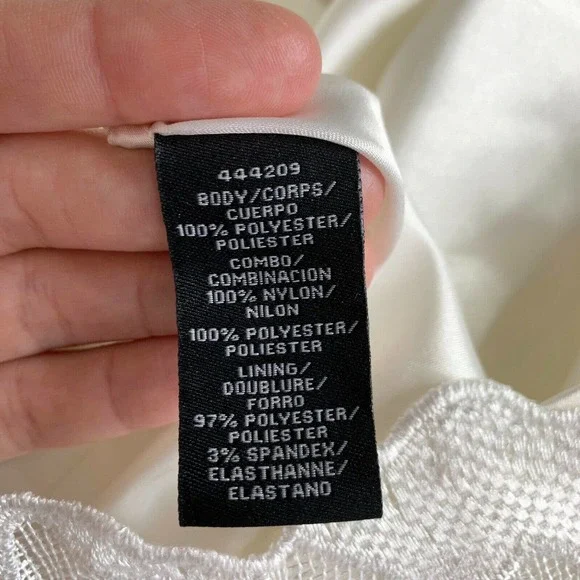 444209
BODY/CORPS/
CUERPO
100% POLYESTER/
POLIESTER
COMBO/
COMBINACION
100% NYLON/
NILON
100% POLYESTER/
POLIESTER
LINING/
DOUBLURE/
FORRO
97% POLYESTER/
POLIESTER
3% SPANDEX/
ELASTHANNE/
ELASTANO